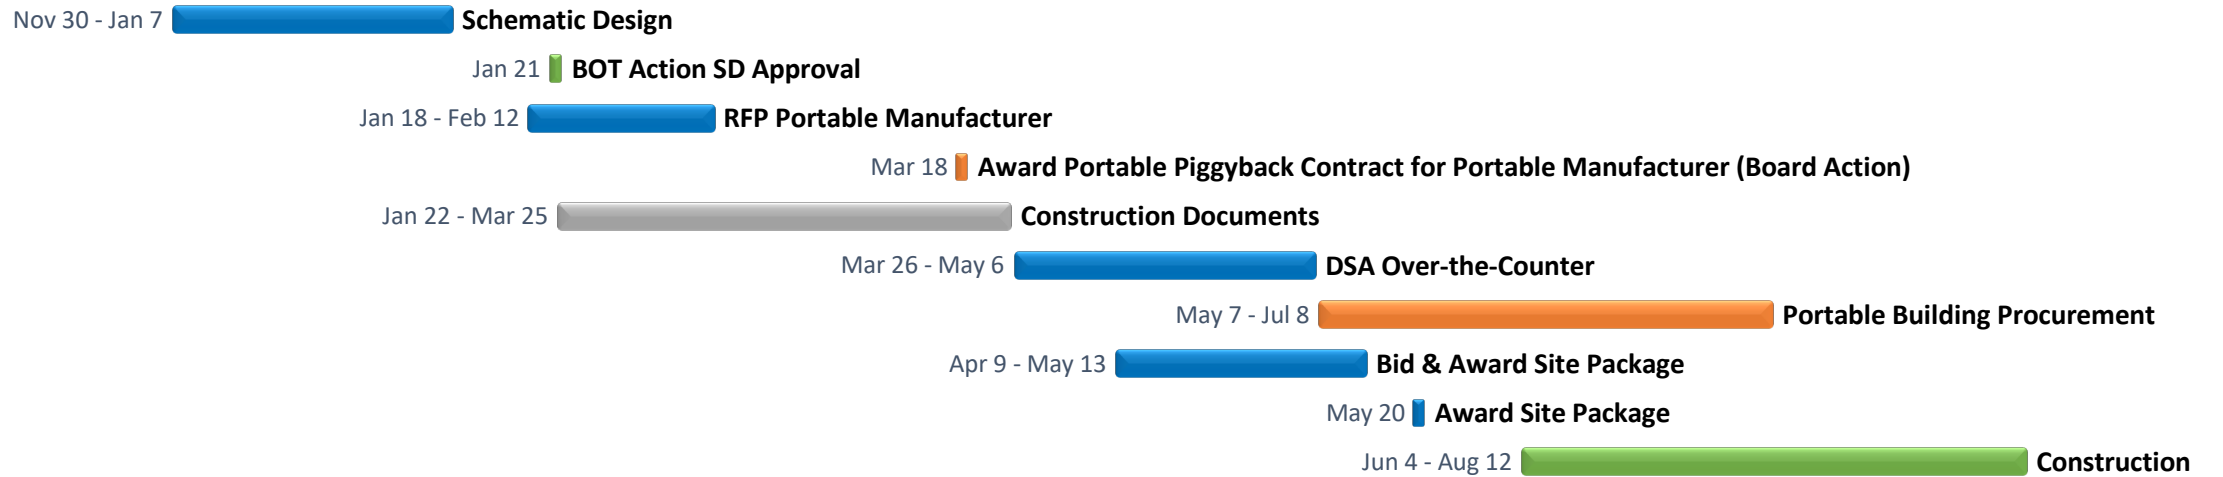 Nov 30 - Jan 7 Schematic Design
Jan 21 BOT Action SD Approval
Jan 18 - Feb 12 RFP Portable Manufacturer
Mar 18 Award Portable Piggyback Contract for Portable Manufacturer (Board Action)
Jan 22 - Mar 25 Construction Documents
Mar 26 - May 6 DSA Over-the-Counter
May 7 - Jul 8 Portable Building Procurement
Apr 9 - May 13 Bid & Award Site Package
May 20 Award Site Package
Jun 4 - Aug 12 Construction